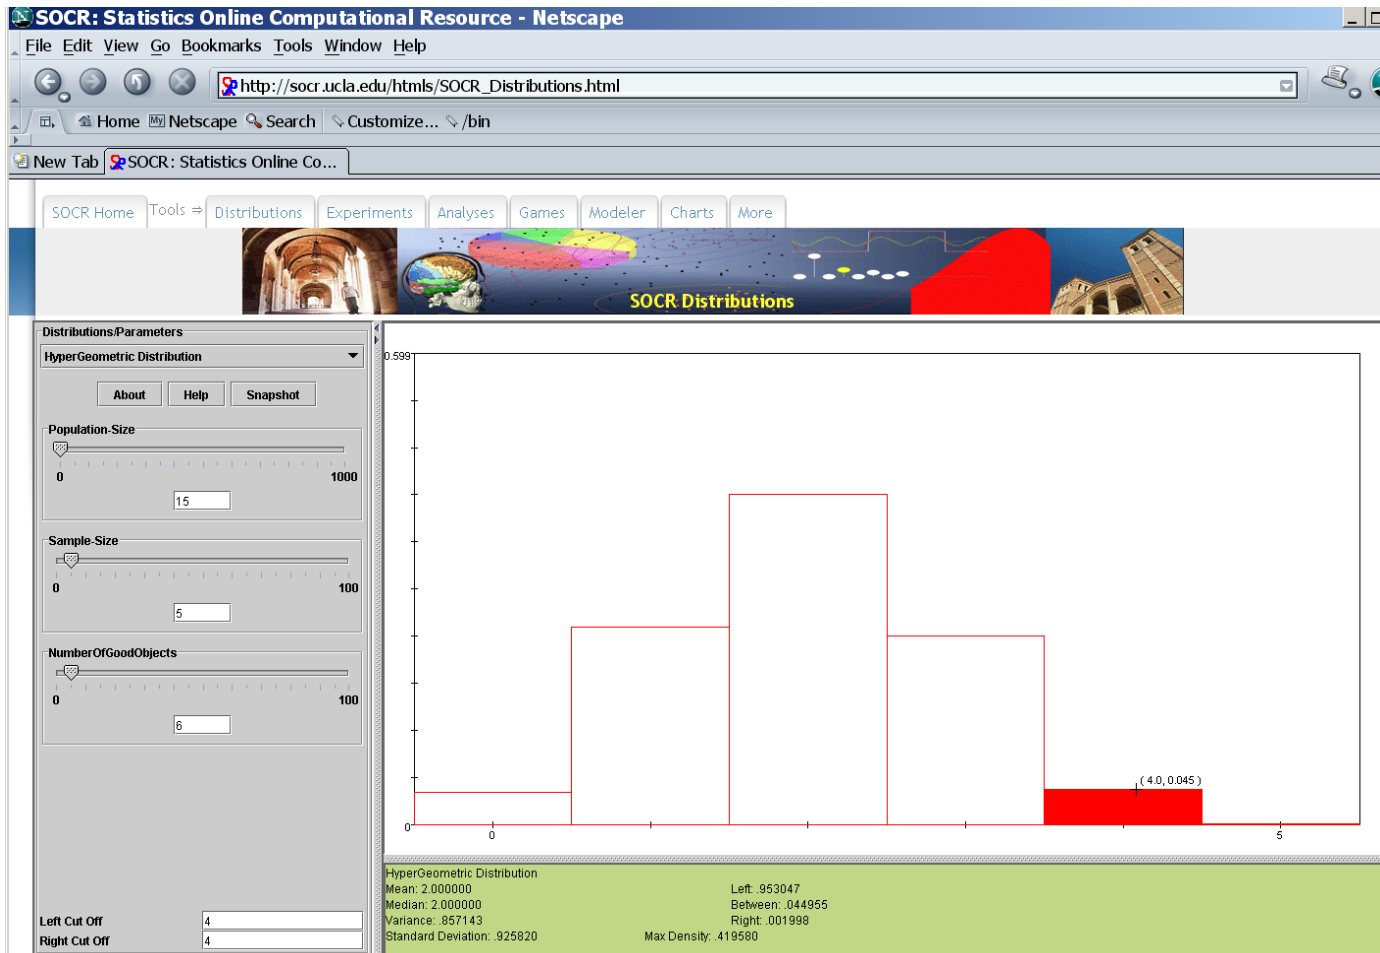 SOCR: Statistics Online Computational Resource - Netscape
File Edit View Go Bookmarks Tools Window Help
http://socr.ucla.edu/htmls/SOCR_Distributions.html
Home My Netscape Search Customize... /bin
New Tab SOCR: Statistics Online Co...
SOCR Home Tools ⇒ Distributions Experiments Analyses Games Modeler Charts More
SOCR Distributions
Distributions/Parameters
HyperGeometric Distribution
About Help Snapshot
Population-Size
0 1000
15
Sample-Size
0 100
5
NumberOfGoodObjects
0 100
6
Left Cut Off 4
Right Cut Off 4
0.599
( 4.0, 0.045 )
0
0 5
HyperGeometric Distribution
Mean: 2.000000 Left: .953047
Median: 2.000000 Between: .044955
Variance: .857143 Right: .001998
Standard Deviation: .925820 Max Density: .419580